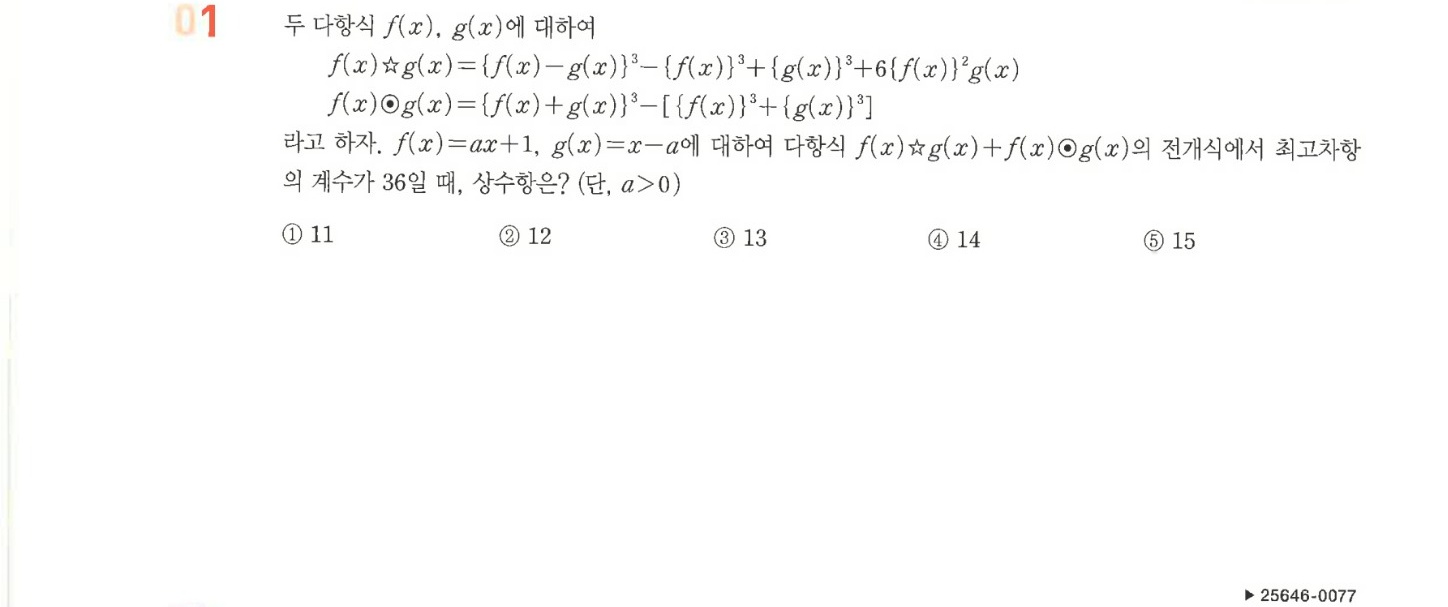 01
두 다항식 f(x), g(x)에 대하여
f(x)☆g(x)={f(x)-g(x)}³-{f(x)}³+{g(x)}³+6{f(x)}²g(x)
f(x)⊙g(x)={f(x)+g(x)}³-[{f(x)}³+{g(x)}³]
라고 하자. f(x)=ax+1, g(x)=x-a에 대하여 다항식 f(x)☆g(x)+f(x)⊙g(x)의 전개식에서 최고차항
의 계수가 36일 때, 상수항은? (단, a>0)
① 11 ② 12 ③ 13 ④ 14 ⑤ 15
▶ 25646-0077